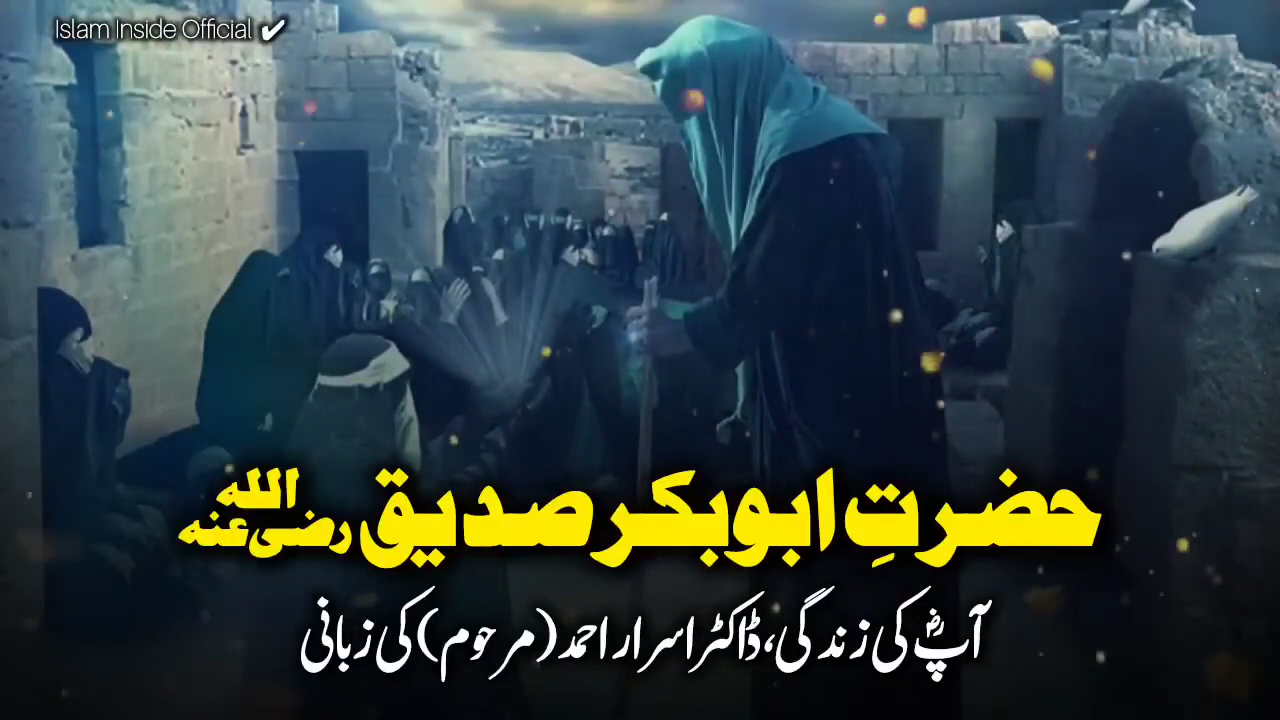 Islam Inside Official ✔
حضرتِ ابوبکر صدیق رضی اللہ عنہ
آپؓ کی زندگی، ڈاکٹر اسرار احمد (مرحوم) کی زبانی